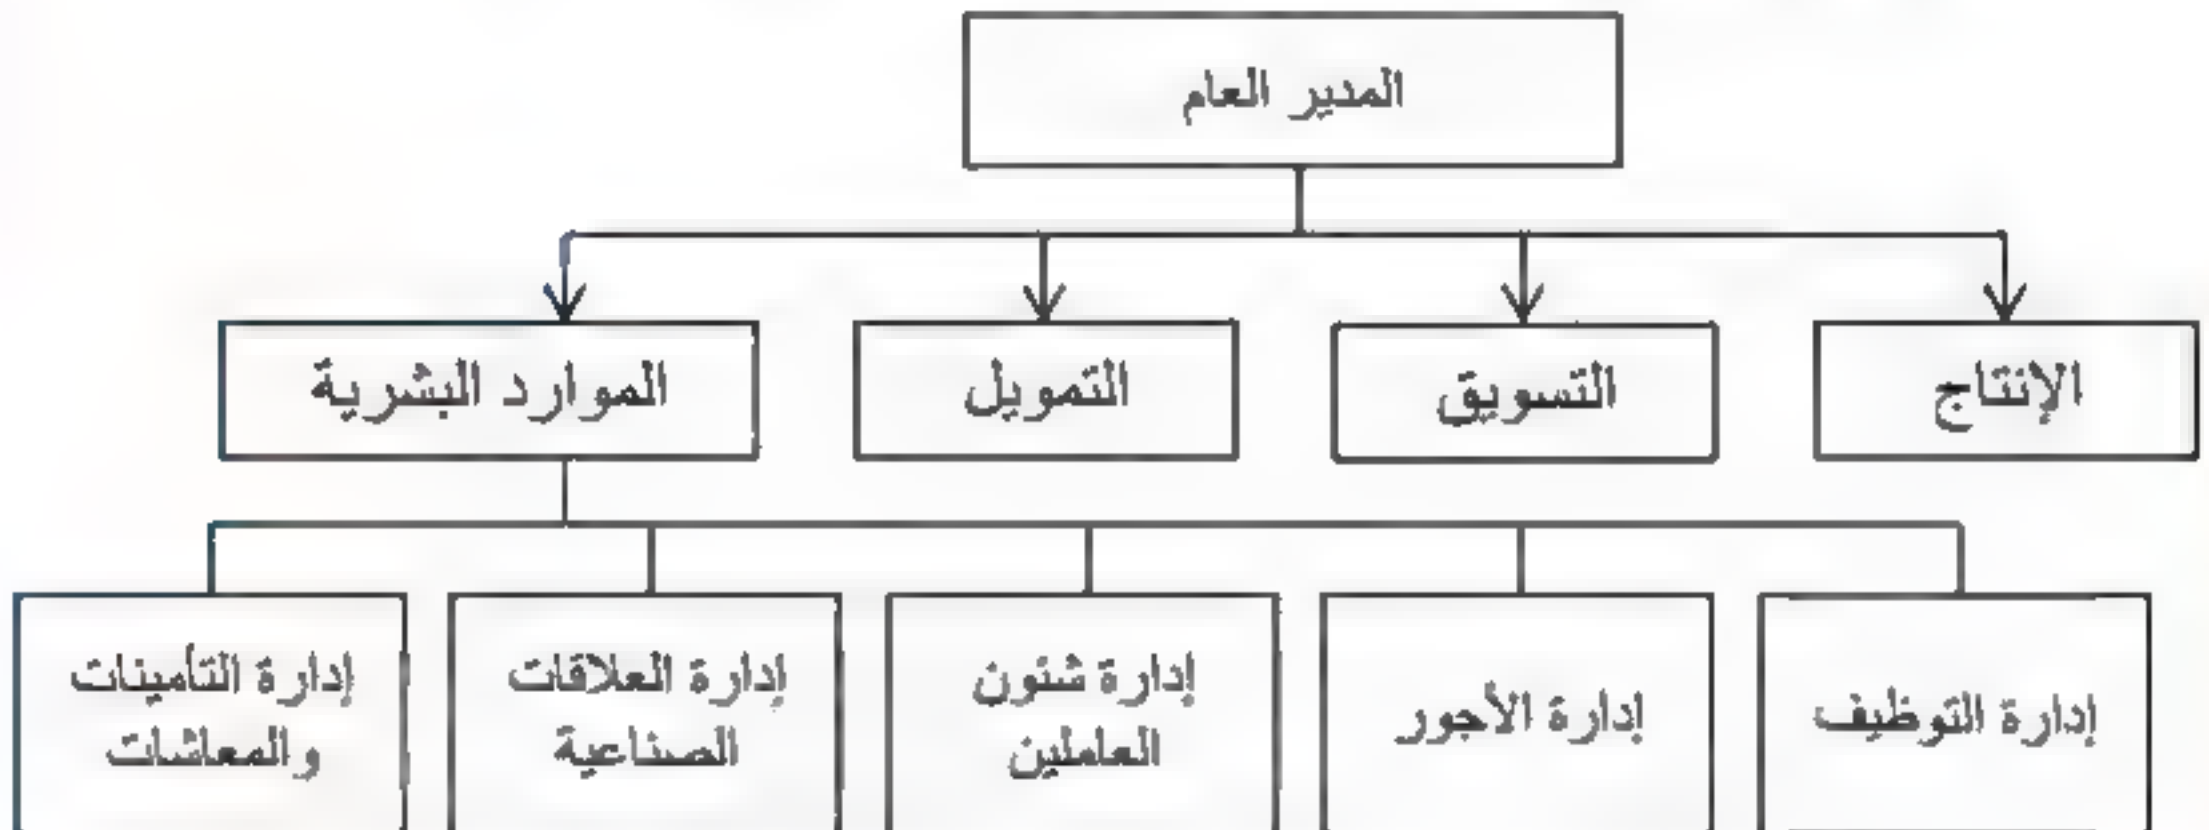 المدير العام
الإنتاج
التسويق
التمويل
الموارد البشرية
إدارة التوظيف
إدارة الأجور
إدارة شئون
العاملين
إدارة العلاقات
الصناعية
إدارة التأمينات
والمعاشات